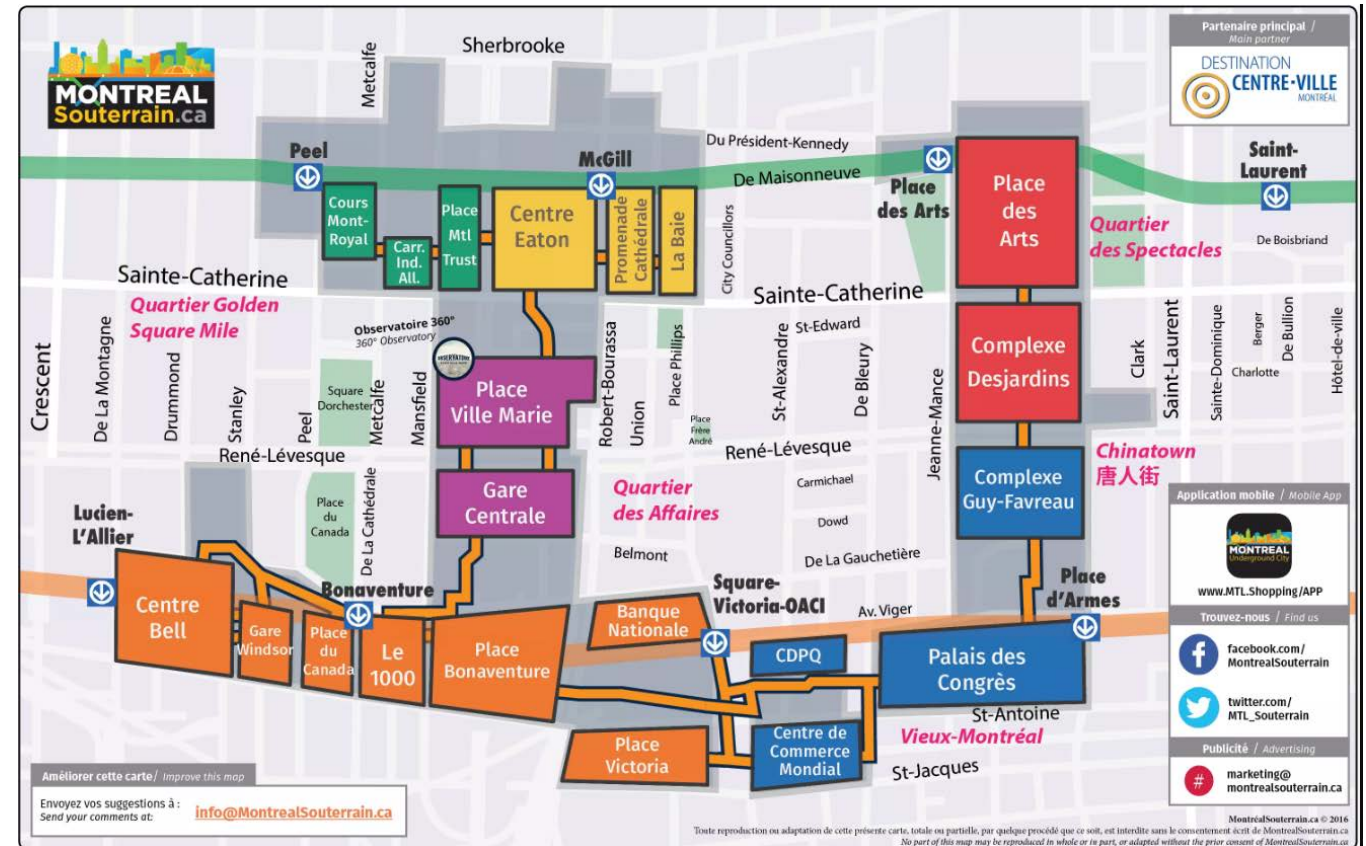 MONTREAL
Souterrain.ca
Metcalfe
Sherbrooke
Partenaire principal /
Main partner
DESTINATION
CENTRE-VILLE
MONTRÉAL
Peel
McGill
Du Président-Kennedy
De Maisonneuve
Place
des Arts
Saint-
Laurent
Cours
Mont-
Royal
Carr.
Ind.
All.
Place
Mtl
Trust
Centre
Eaton
Promenade
Cathédrale
La Baie
City Councillors
Place
des
Arts
Quartier
des Spectacles
De Boisbriand
Sainte-Catherine
Quartier Golden
Square Mile
Sainte-Catherine
Observatoire 360°
360° Observatory
OBSERVATORY
Crescent
De La Montagne
Drummond
Stanley
Peel
Square
Dorchester
Metcalfe
Mansfield
Place
Ville Marie
Robert-Bourassa
Union
Place Phillips
Place
Frère
André
St-Alexandre
St-Edward
De Bleury
Jeanne-Mance
Complexe
Desjardins
Clark
Saint-Laurent
Sainte-Dominique
Berger
Charlotte
De Bullion
Hôtel-de-ville
René-Lévesque
René-Lévesque
Chinatown
唐人街
Place
du
Canada
De La Cathédrale
Gare
Centrale
Quartier
des Affaires
Carmichael
Dowd
Belmont
De La Gauchetière
Complexe
Guy-Favreau
Lucien-
L'Allier
Bonaventure
Square-
Victoria-OACI
Av. Viger
Place
d'Armes
Centre
Bell
Gare
Windsor
Place
du
Canada
Le
1000
Place
Bonaventure
Banque
Nationale
CDPQ
Palais des
Congrès
St-Antoine
Place
Victoria
Centre de
Commerce
Mondial
Vieux-Montréal
St-Jacques
Application mobile / Mobile App
MONTREAL
Underground City
www.MTL.Shopping/APP
Trouvez-nous / Find us
facebook.com/
MontrealSouterrain
twitter.com/
MTL_Souterrain
Publicité / Advertising
#
marketing@
montrealsouterrain.ca
Améliorer cette carte/ Improve this map
Envoyez vos suggestions à :
Send your comments at:
info@MontrealSouterrain.ca
MontréalSouterrain.ca © 2016
Toute reproduction ou adaptation de cette présente carte, totale ou partielle, par quelque procédé que ce soit, est interdite sans le consentement écrit de MontrealSouterrain.ca
No part of this map may be reproduced in whole or in part, or adapted without the prior consent of MontrealSouterrain.ca